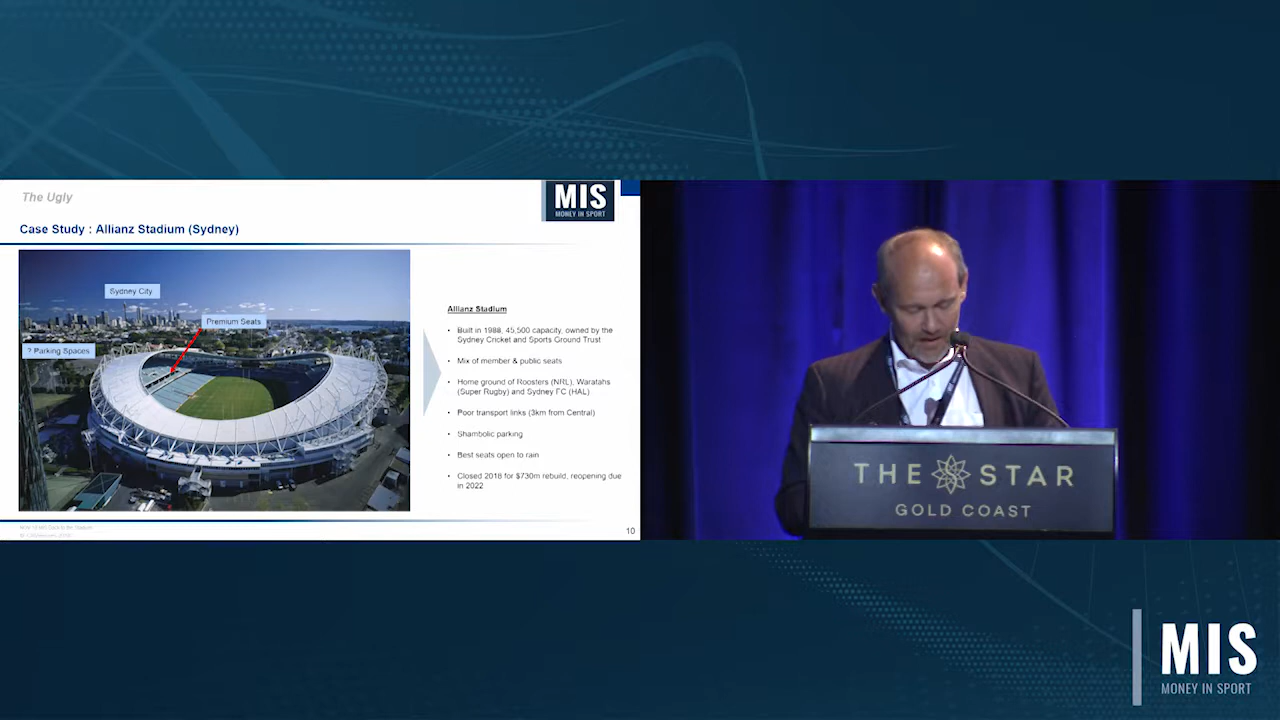 The Ugly
MIS
MONEY IN SPORT
Case Study : Allianz Stadium (Sydney)
Sydney City
Premium Seats
? Parking Spaces
Allianz Stadium
• Built in 1988, 45,500 capacity, owned by the
Sydney Cricket and Sports Ground Trust
• Mix of member & public seats
• Home ground of Roosters (NRL), Waratahs
(Super Rugby) and Sydney FC (HAL)
• Poor transport links (3km from Central)
• Shambolic parking
• Best seats open to rain
• Closed 2018 for $730m rebuild, reopening due
in 2022
10
THE STAR
GOLD COAST
MIS
MONEY IN SPORT